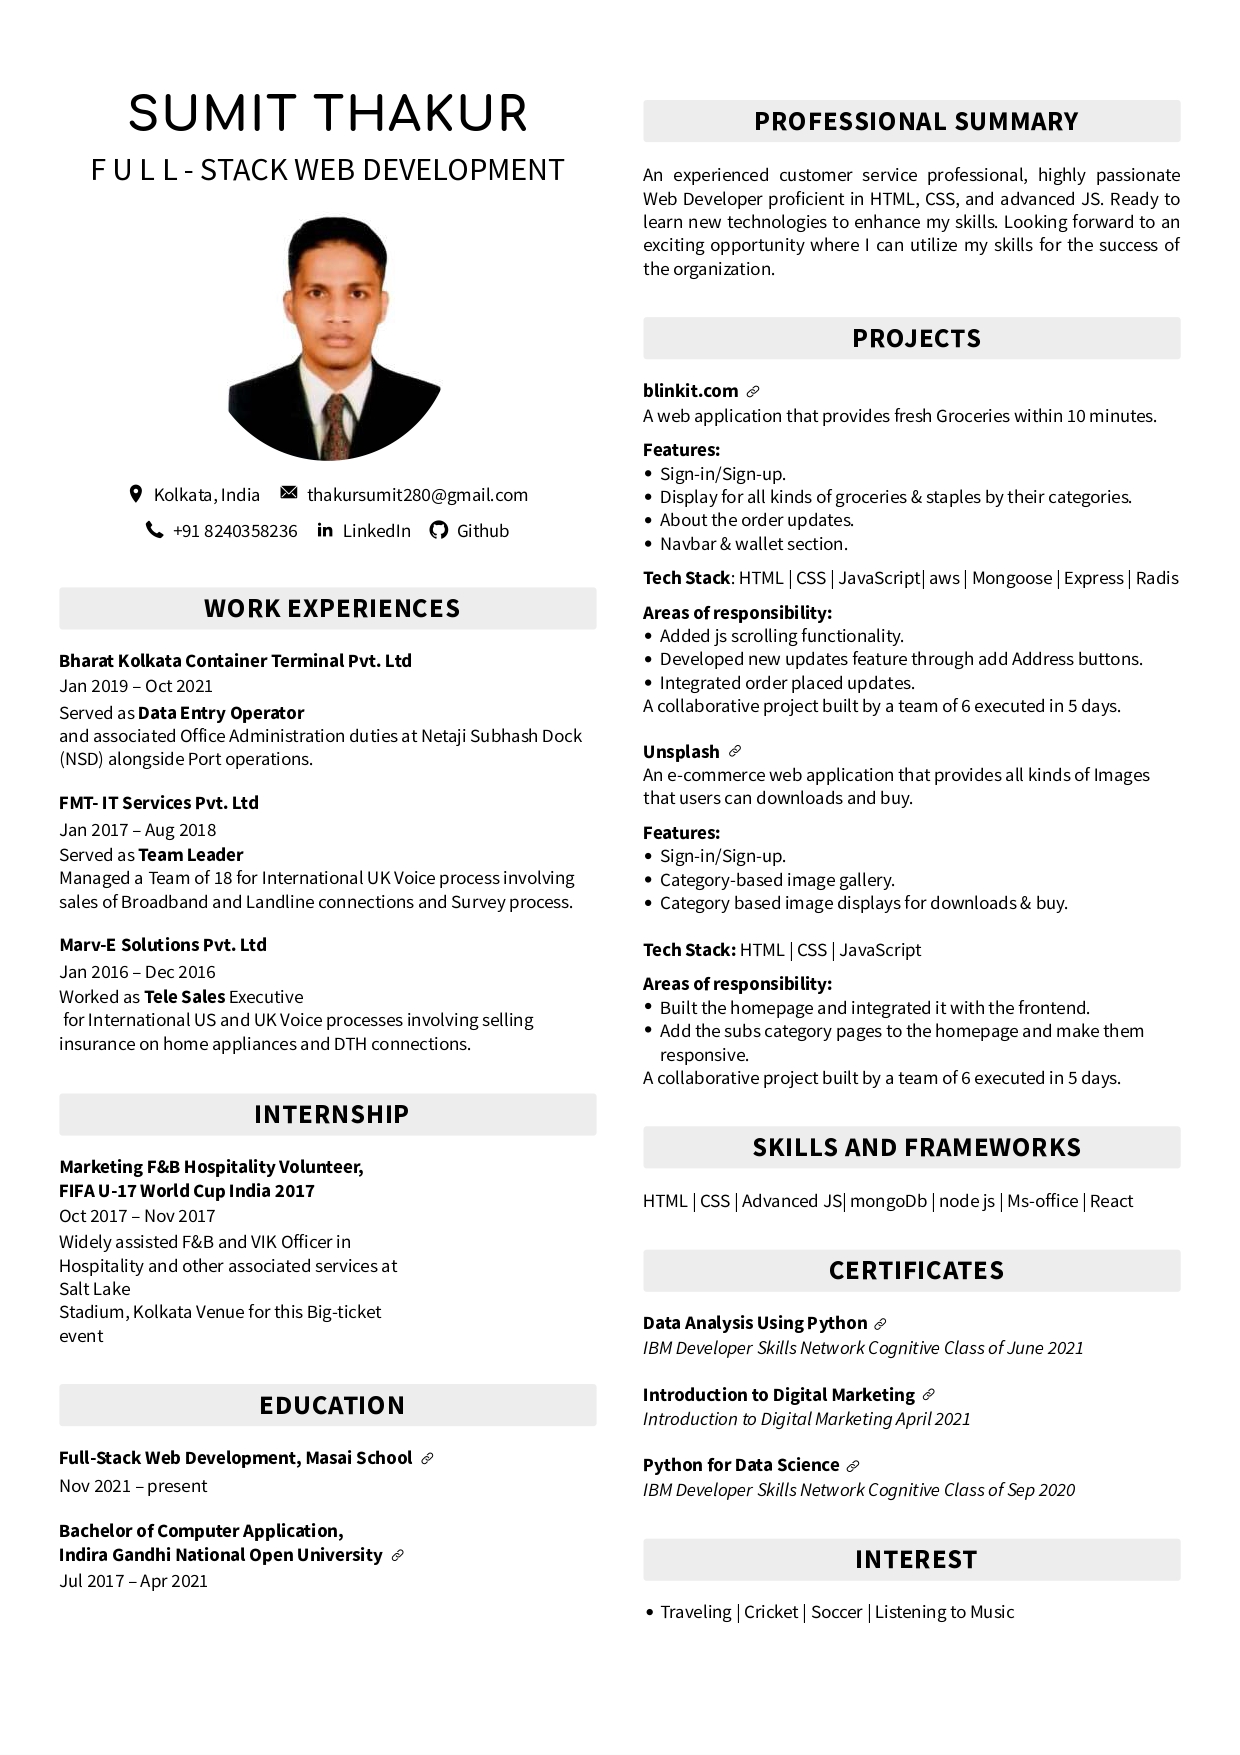 SUMIT THAKUR
F U L L - STACK WEB DEVELOPMENT
Kolkata, India thakursumit280@gmail.com
+91 8240358236 LinkedIn Github
WORK EXPERIENCES
Bharat Kolkata Container Terminal Pvt. Ltd
Jan 2019 – Oct 2021
Served as Data Entry Operator
and associated Office Administration duties at Netaji Subhash Dock
(NSD) alongside Port operations.
FMT- IT Services Pvt. Ltd
Jan 2017 – Aug 2018
Served as Team Leader
Managed a Team of 18 for International UK Voice process involving
sales of Broadband and Landline connections and Survey process.
Marv-E Solutions Pvt. Ltd
Jan 2016 – Dec 2016
Worked as Tele Sales Executive
for International US and UK Voice processes involving selling
insurance on home appliances and DTH connections.
INTERNSHIP
Marketing F&B Hospitality Volunteer,
FIFA U-17 World Cup India 2017
Oct 2017 – Nov 2017
Widely assisted F&B and VIK Officer in
Hospitality and other associated services at
Salt Lake
Stadium, Kolkata Venue for this Big-ticket
event
EDUCATION
Full-Stack Web Development, Masai School
Nov 2021 – present
Bachelor of Computer Application,
Indira Gandhi National Open University
Jul 2017 – Apr 2021
PROFESSIONAL SUMMARY
An experienced customer service professional, highly passionate
Web Developer proficient in HTML, CSS, and advanced JS. Ready to
learn new technologies to enhance my skills. Looking forward to an
exciting opportunity where I can utilize my skills for the success of
the organization.
PROJECTS
blinkit.com
A web application that provides fresh Groceries within 10 minutes.
Features:
• Sign-in/Sign-up.
• Display for all kinds of groceries & staples by their categories.
• About the order updates.
• Navbar & wallet section.
Tech Stack: HTML | CSS | JavaScript| aws | Mongoose | Express | Radis
Areas of responsibility:
• Added js scrolling functionality.
• Developed new updates feature through add Address buttons.
• Integrated order placed updates.
A collaborative project built by a team of 6 executed in 5 days.
Unsplash
An e-commerce web application that provides all kinds of Images
that users can downloads and buy.
Features:
• Sign-in/Sign-up.
• Category-based image gallery.
• Category based image displays for downloads & buy.
Tech Stack: HTML | CSS | JavaScript
Areas of responsibility:
• Built the homepage and integrated it with the frontend.
• Add the subs category pages to the homepage and make them
responsive.
A collaborative project built by a team of 6 executed in 5 days.
SKILLS AND FRAMEWORKS
HTML | CSS | Advanced JS| mongoDb | node js | Ms-office | React
CERTIFICATES
Data Analysis Using Python
IBM Developer Skills Network Cognitive Class of June 2021
Introduction to Digital Marketing
Introduction to Digital Marketing April 2021
Python for Data Science
IBM Developer Skills Network Cognitive Class of Sep 2020
INTEREST
• Traveling | Cricket | Soccer | Listening to Music